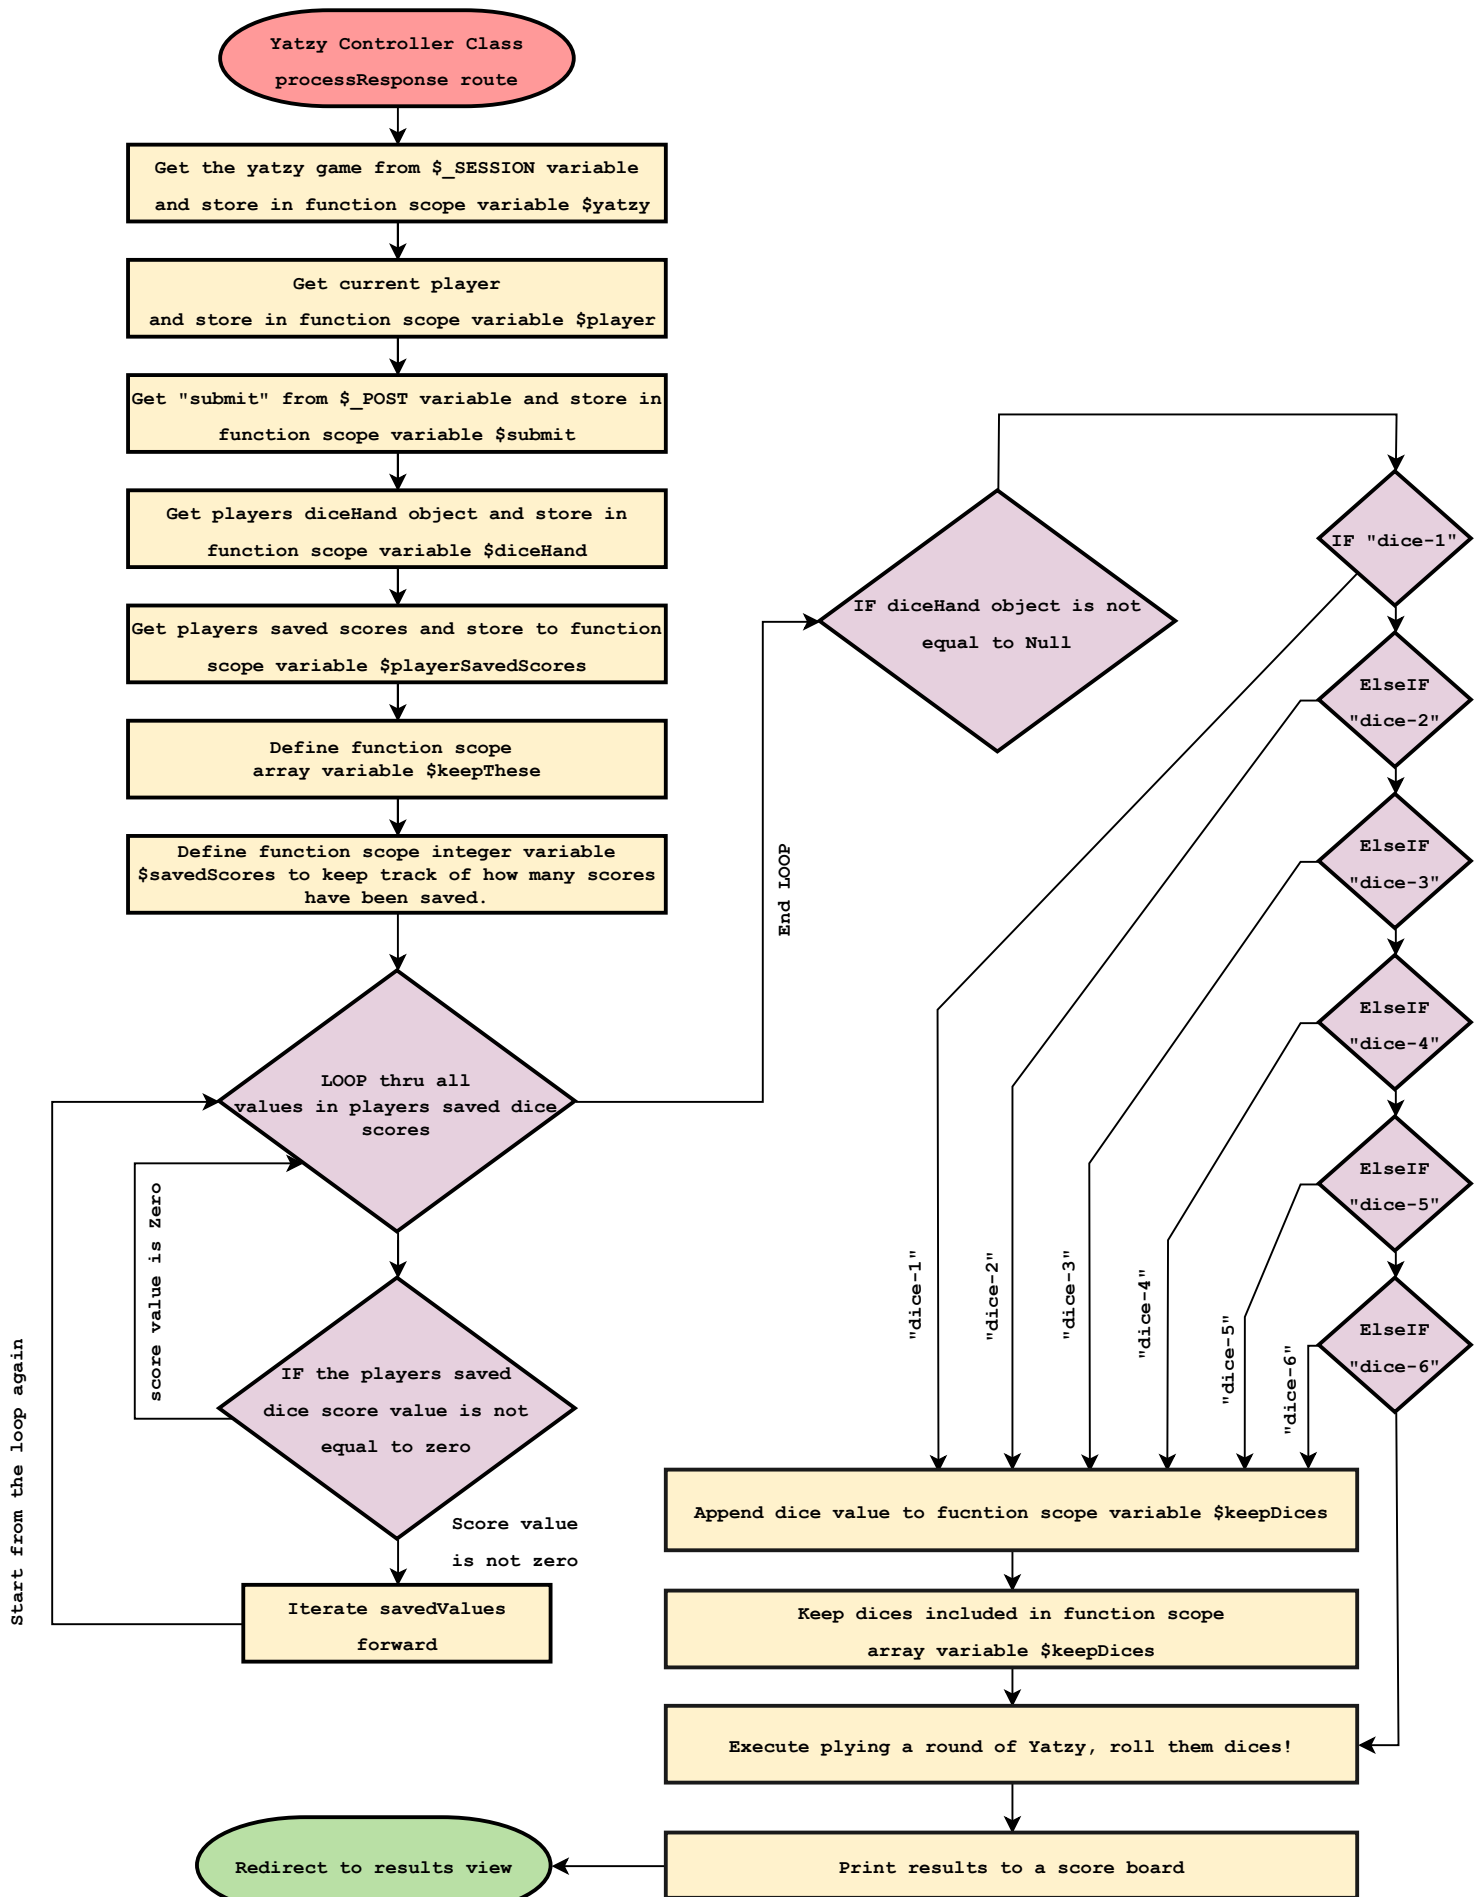 Yatzy Controller Class
processResponse route
Get the yatzy game from $_SESSION variable
and store in function scope variable $yatzy
Get current player
and store in function scope variable $player
Get "submit" from $_POST variable and store in
function scope variable $submit
Get players diceHand object and store in
function scope variable $diceHand
Get players saved scores and store to function
scope variable $playerSavedScores
Define function scope
array variable $keepThese
Define function scope integer variable
$savedScores to keep track of how many scores
have been saved.
LOOP thru all
values in players saved dice
scores
score value is Zero
Start from the loop again
IF the players saved
dice score value is not
equal to zero
Score value
is not zero
Iterate savedValues
forward
End LOOP
IF diceHand object is not
equal to Null
IF "dice-1"
ElseIF
"dice-2"
ElseIF
"dice-3"
ElseIF
"dice-4"
ElseIF
"dice-5"
ElseIF
"dice-6"
"dice-1"
"dice-2"
"dice-3"
"dice-4"
"dice-5"
"dice-6"
Append dice value to fucntion scope variable $keepDices
Keep dices included in function scope
array variable $keepDices
Execute plying a round of Yatzy, roll them dices!
Print results to a score board
Redirect to results view